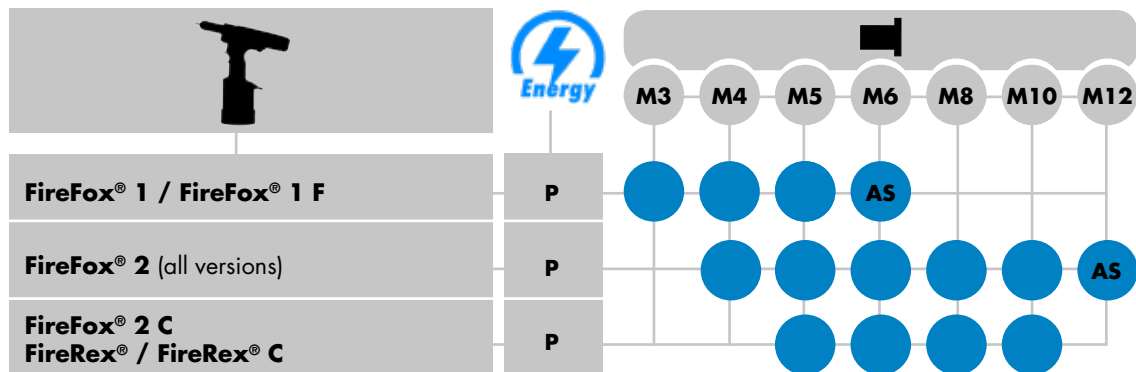 Energy
M3 M4 M5 M6 M8 M10 M12
FireFox® 1 / FireFox® 1 F P AS
FireFox® 2 (all versions) P AS
FireFox® 2 C
FireRex® / FireRex® C P